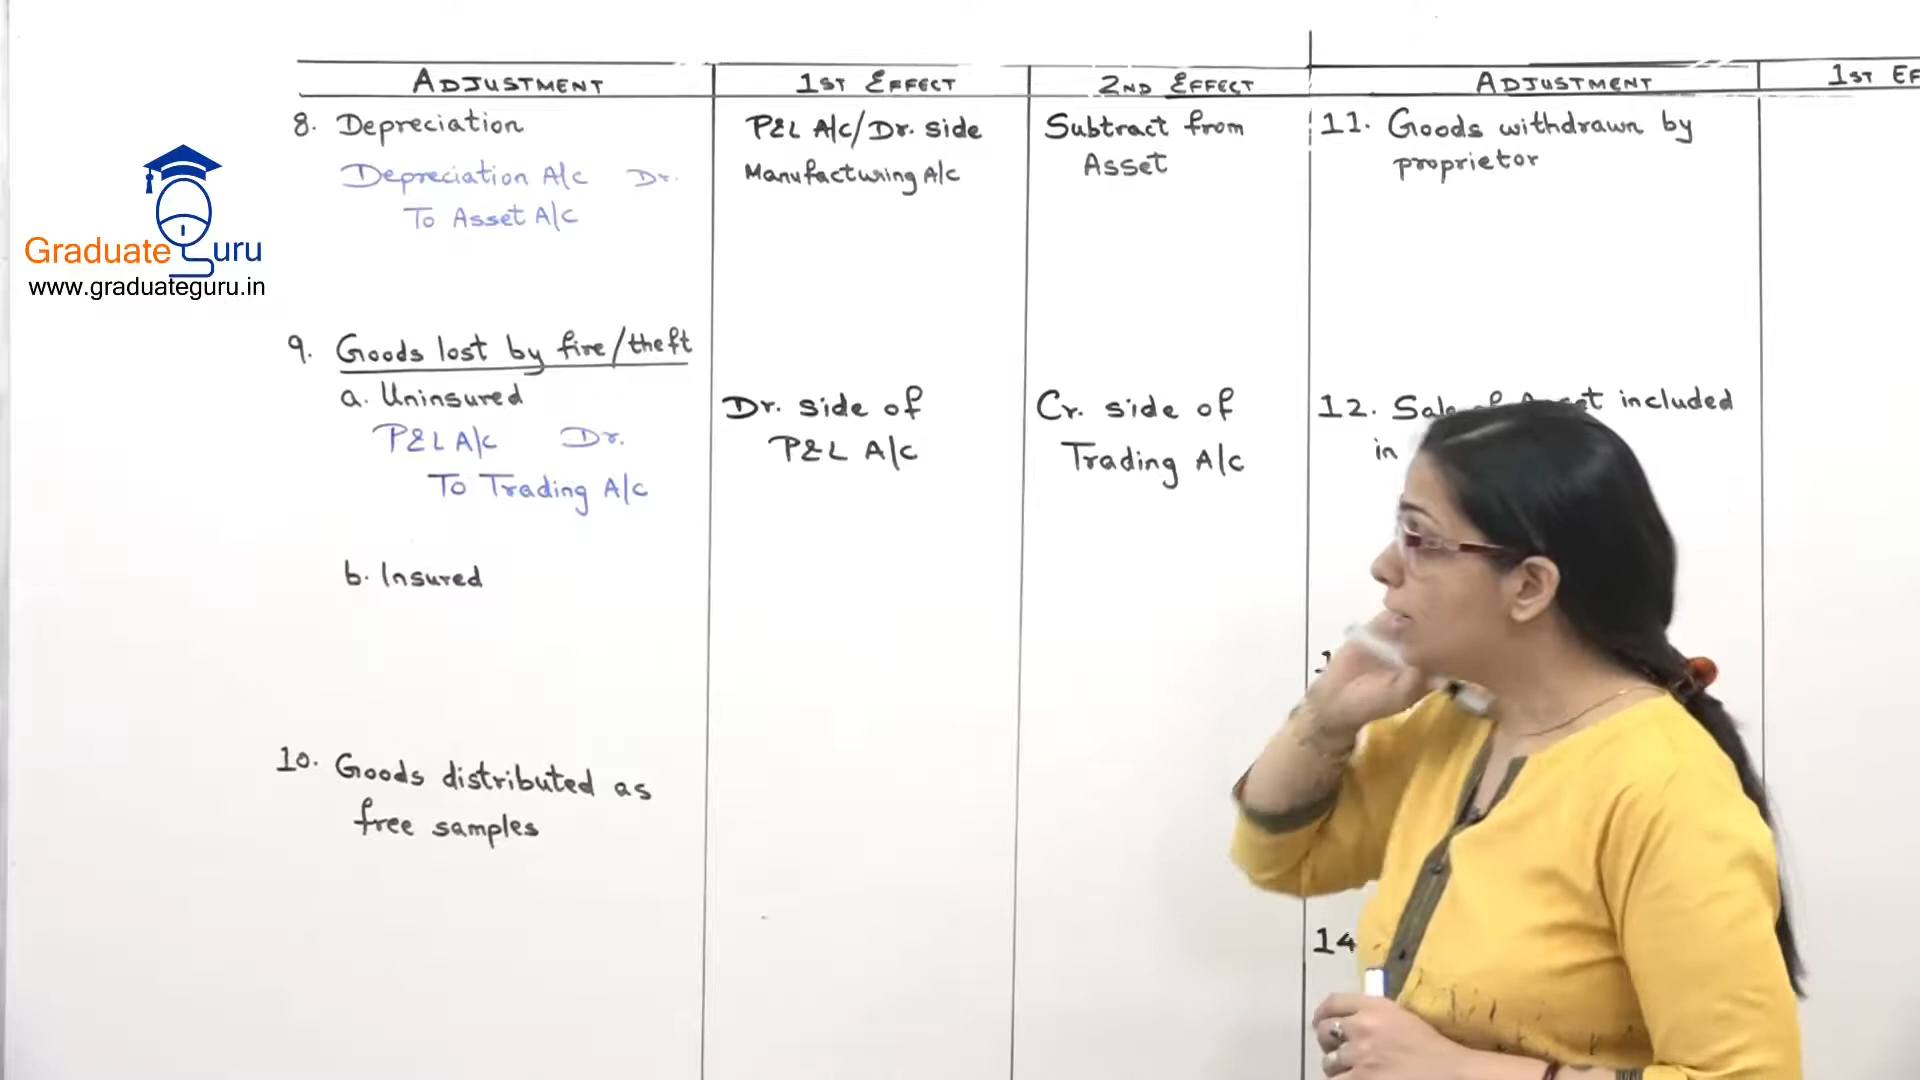 ADJUSTMENT
1ST EFFECT
2ND EFFECT
ADJUSTMENT
1ST EF
8. Depreciation
Depreciation A/c Dr.
To Asset A/c
P&L A/c/Dr. side
Manufacturing A/c
Subtract from
Asset
11. Goods withdrawn by
proprietor
Graduate Guru
www.graduateguru.in
9. Goods lost by fire/theft
a. Uninsured
P&L A/c Dr.
To Trading A/c
Dr. side of
P&L A/c
Cr. side of
Trading A/c
12. Sale of Asset included
in
b. Insured
10. Goods distributed as
free samples
14